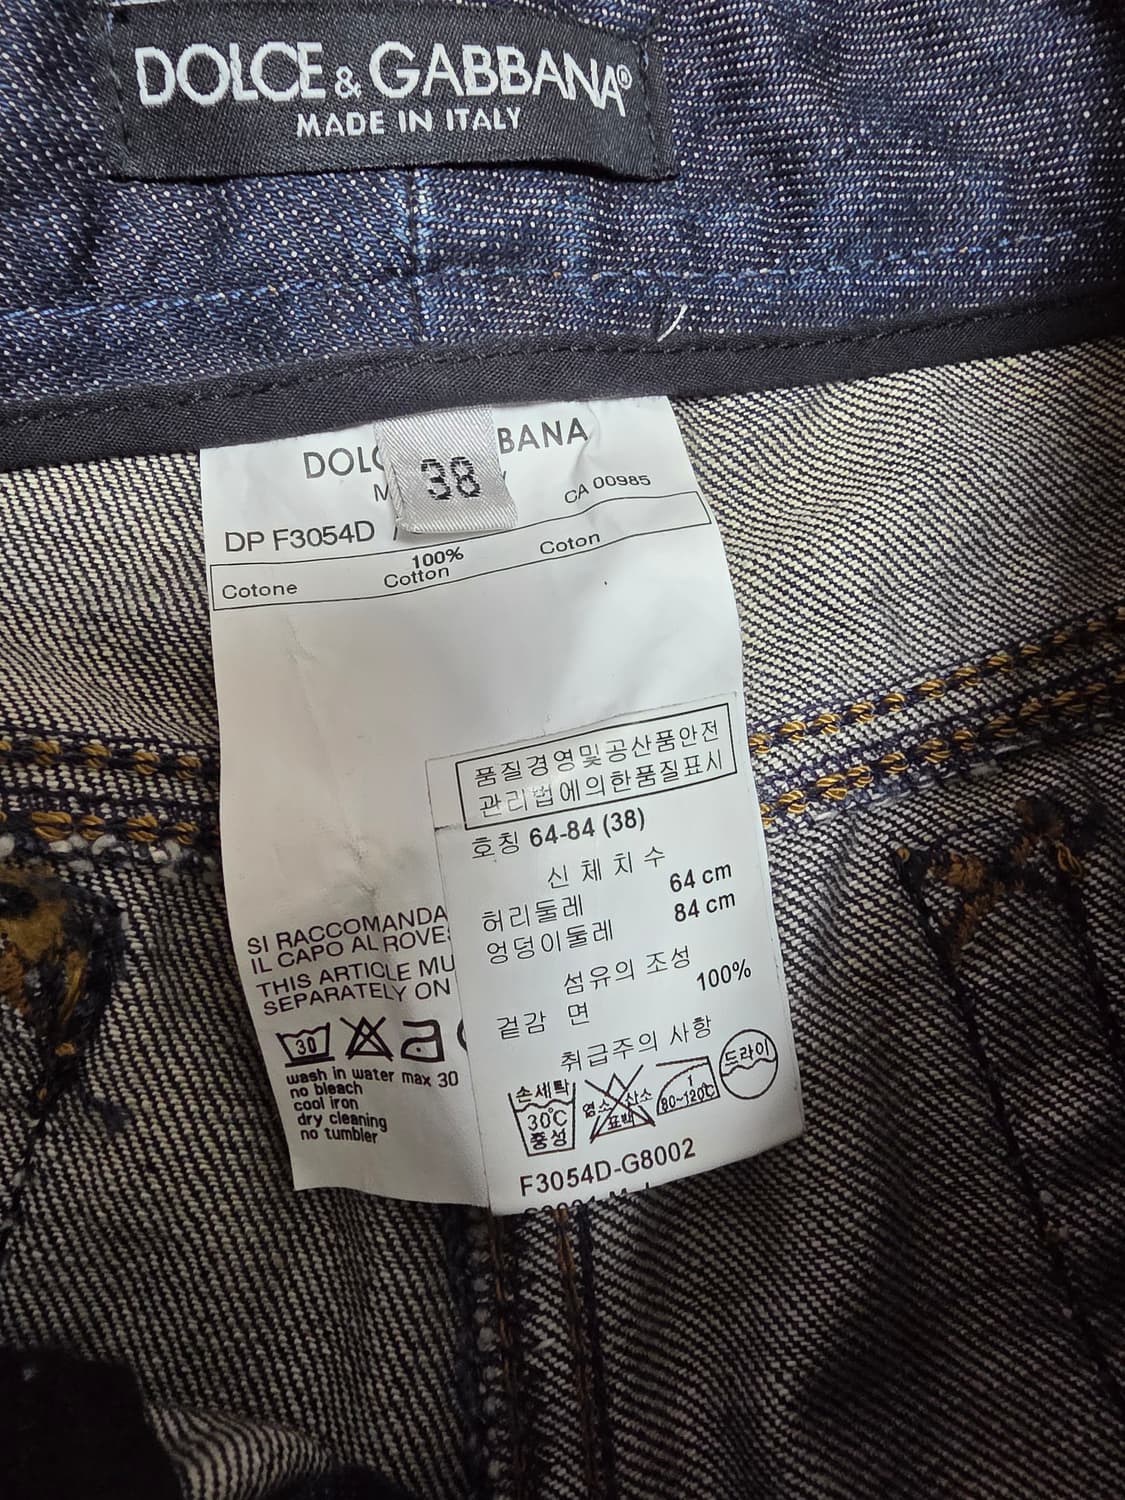 DOLCE & GABBANA®
MADE IN ITALY
DOLC BANA
38
M Y
CA 00985
DP F3054D /
100%
Cotone Cotton Coton
품질경영및공산품안전
관리법에의한품질표시
호칭 64-84 (38)
신 체 치 수
허리둘레 64 cm
엉덩이둘레 84 cm
섬유의 조성
겉감 면 100%
취급주의 사항
손세탁
30℃
중성
염소 산소
표백
1
80~120℃
드라이
F3054D-G8002
SI RACCOMANDA
IL CAPO AL ROVE
THIS ARTICLE MU
SEPARATELY ON
30
a
wash in water max 30
no bleach
cool iron
dry cleaning
no tumbler